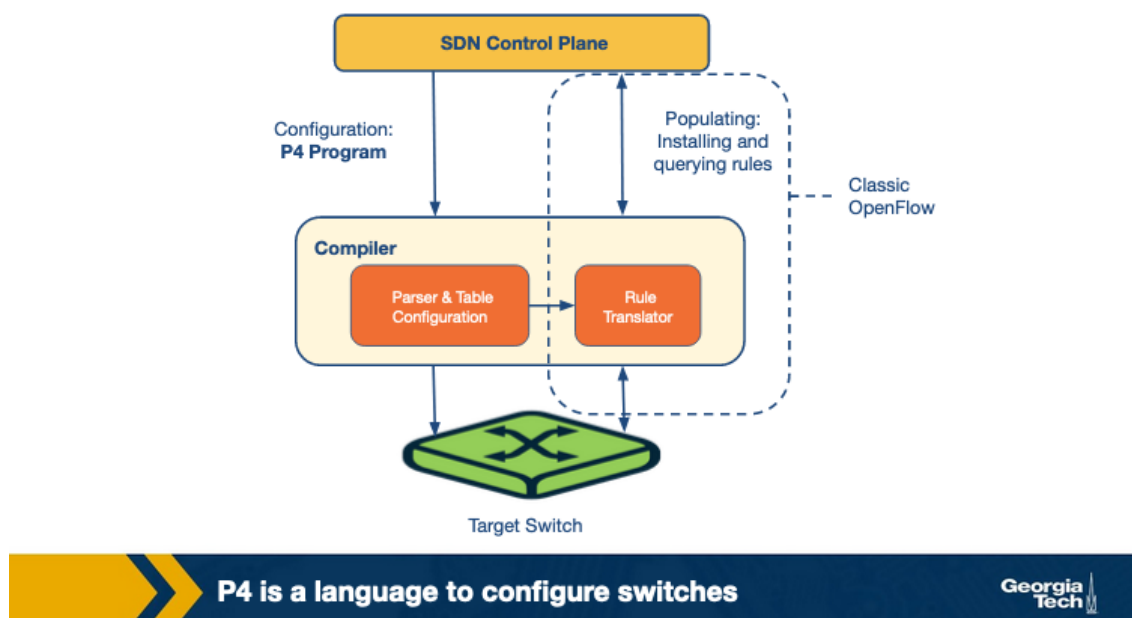 SDN Control Plane
Configuration:
P4 Program
Populating:
Installing and
querying rules
Classic
OpenFlow
Compiler
Parser & Table
Configuration
Rule
Translator
Target Switch
P4 is a language to configure switches
Georgia
Tech